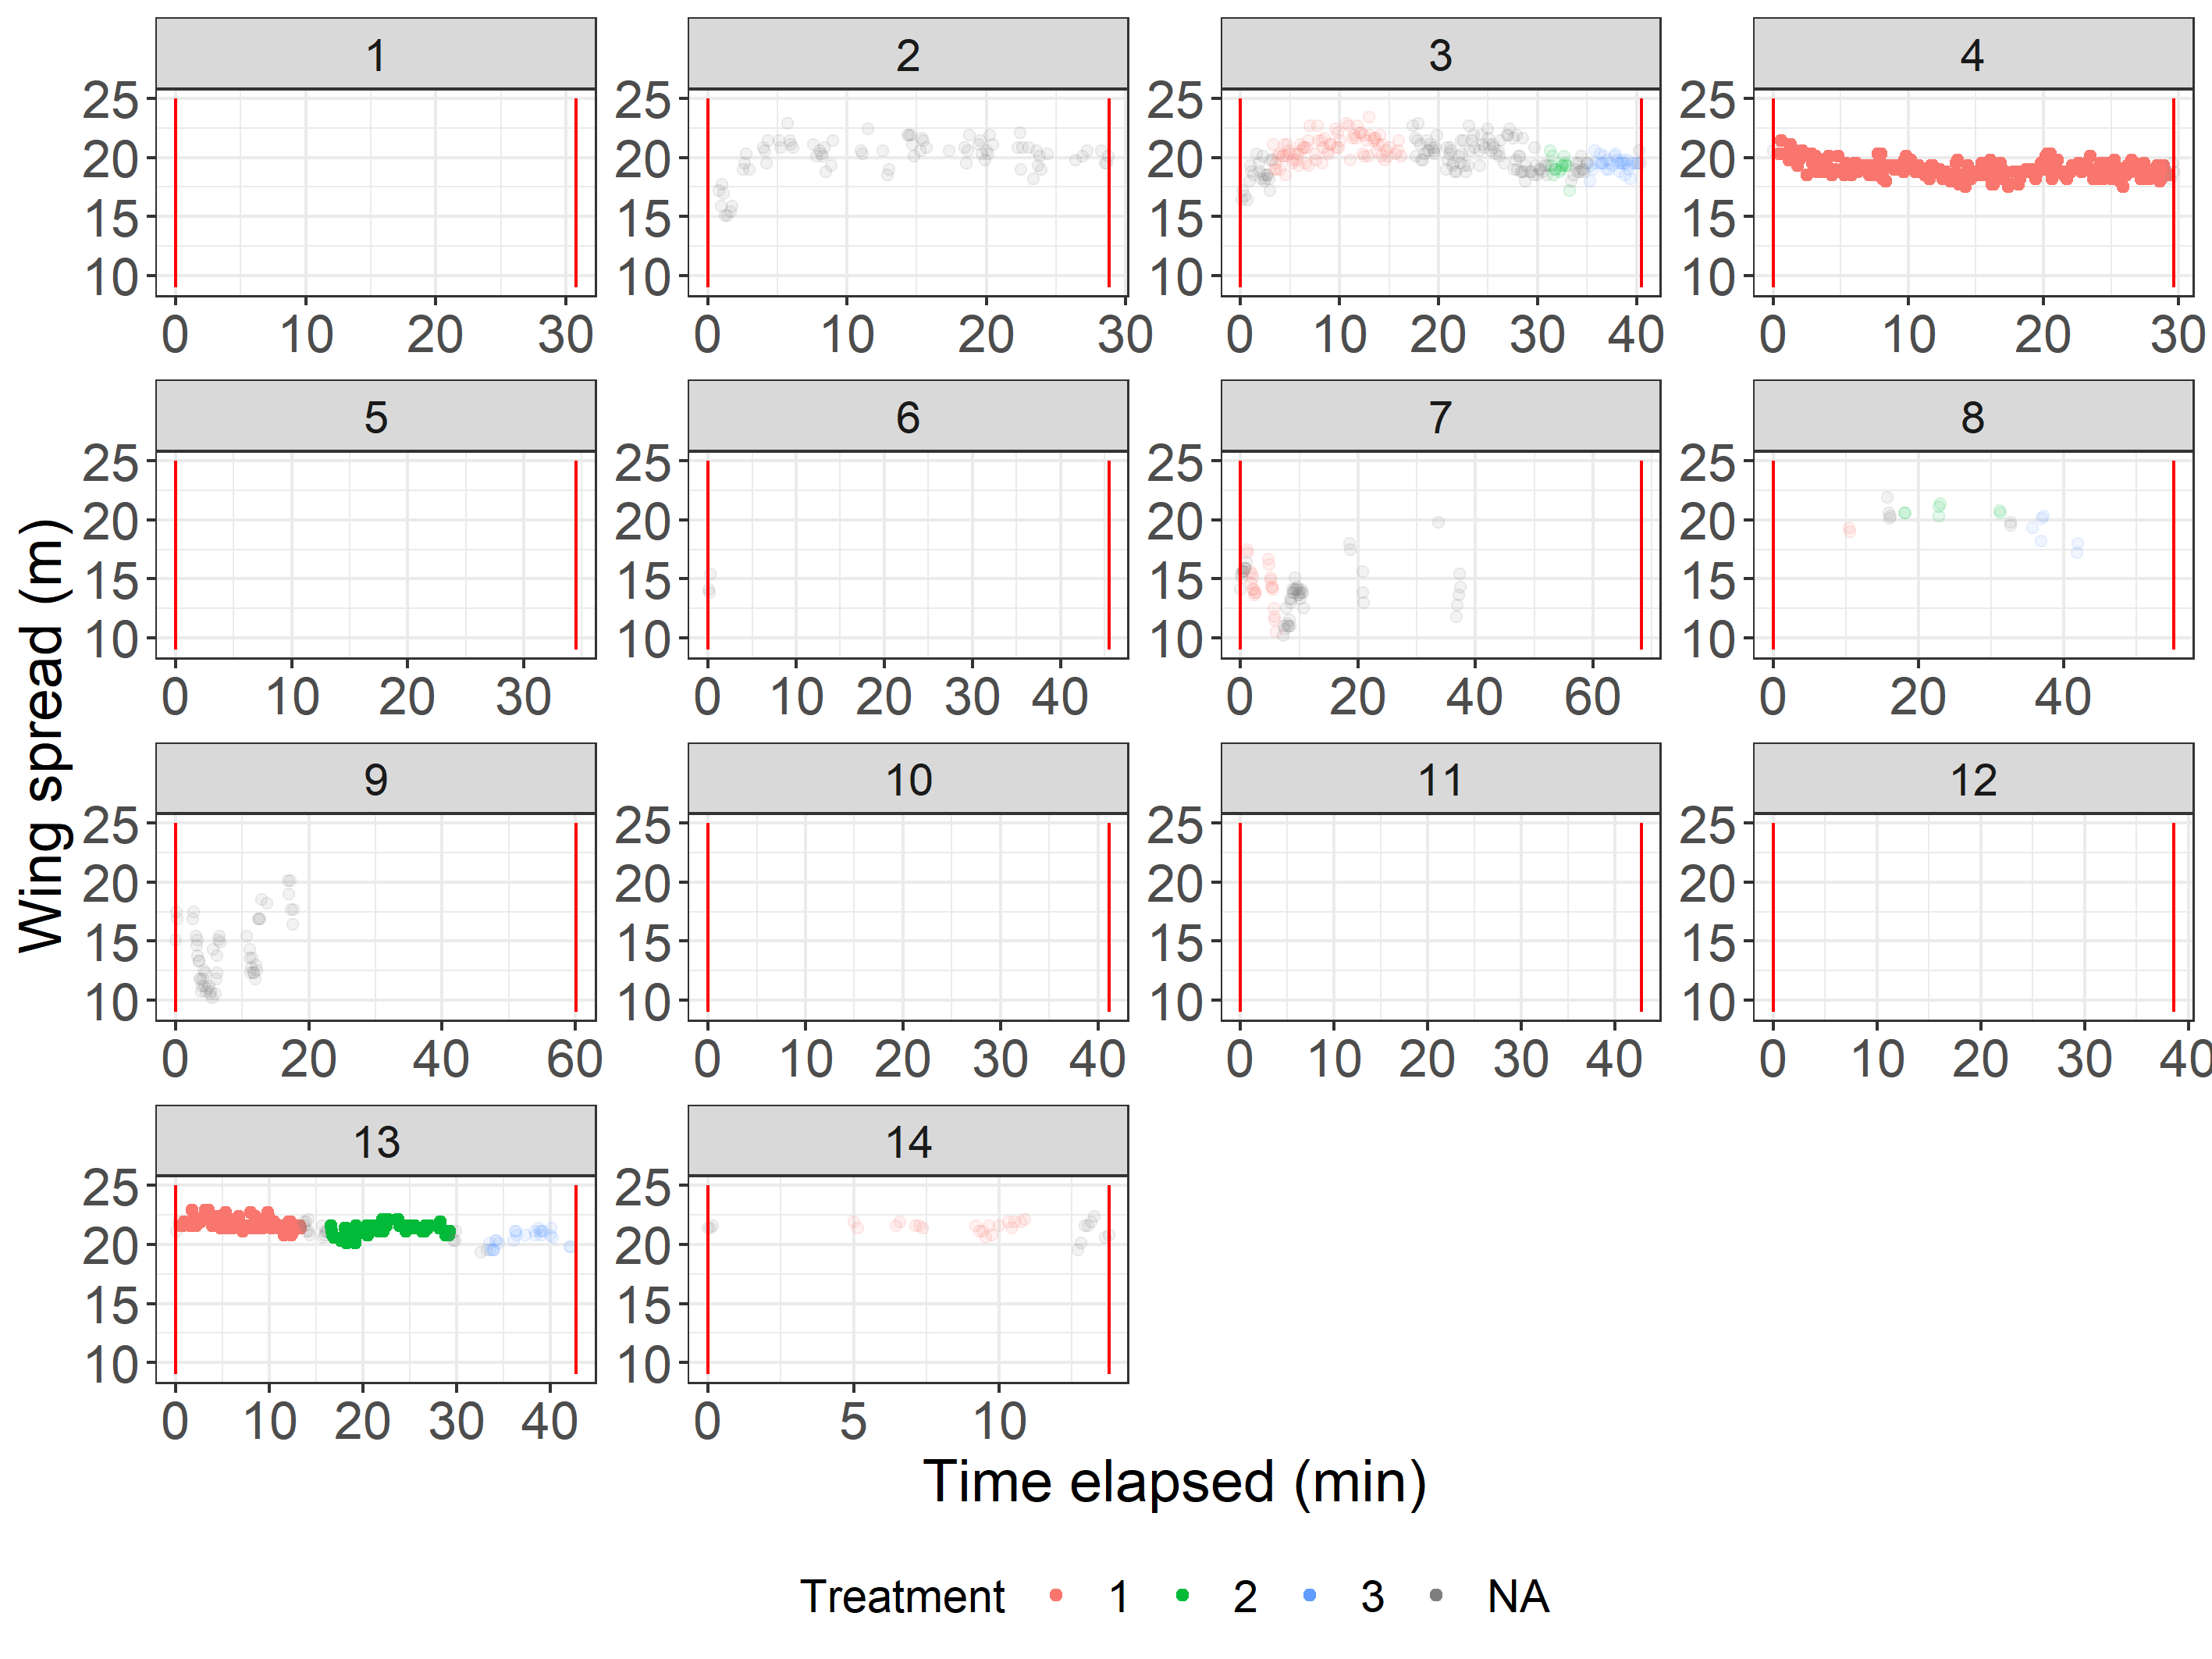 1 2 3 4
25 25 25 25
20 20 20 20
15 15 15 15
10 10 10 10
0 10 20 30 0 10 20 30 0 10 20 30 40 0 10 20 30
5 6 7 8
25 25 25 25
20 20 20 20
15 15 15 15
10 10 10 10
0 10 20 30 0 10 20 30 40 0 20 40 60 0 20 40
9 10 11 12
25 25 25 25
20 20 20 20
15 15 15 15
10 10 10 10
0 20 40 60 0 10 20 30 40 0 10 20 30 40 0 10 20 30 40
13 14
25 25
20 20
15 15
10 10
0 10 20 30 40 0 5 10
Wing spread (m)
Time elapsed (min)
Treatment 1 2 3 NA